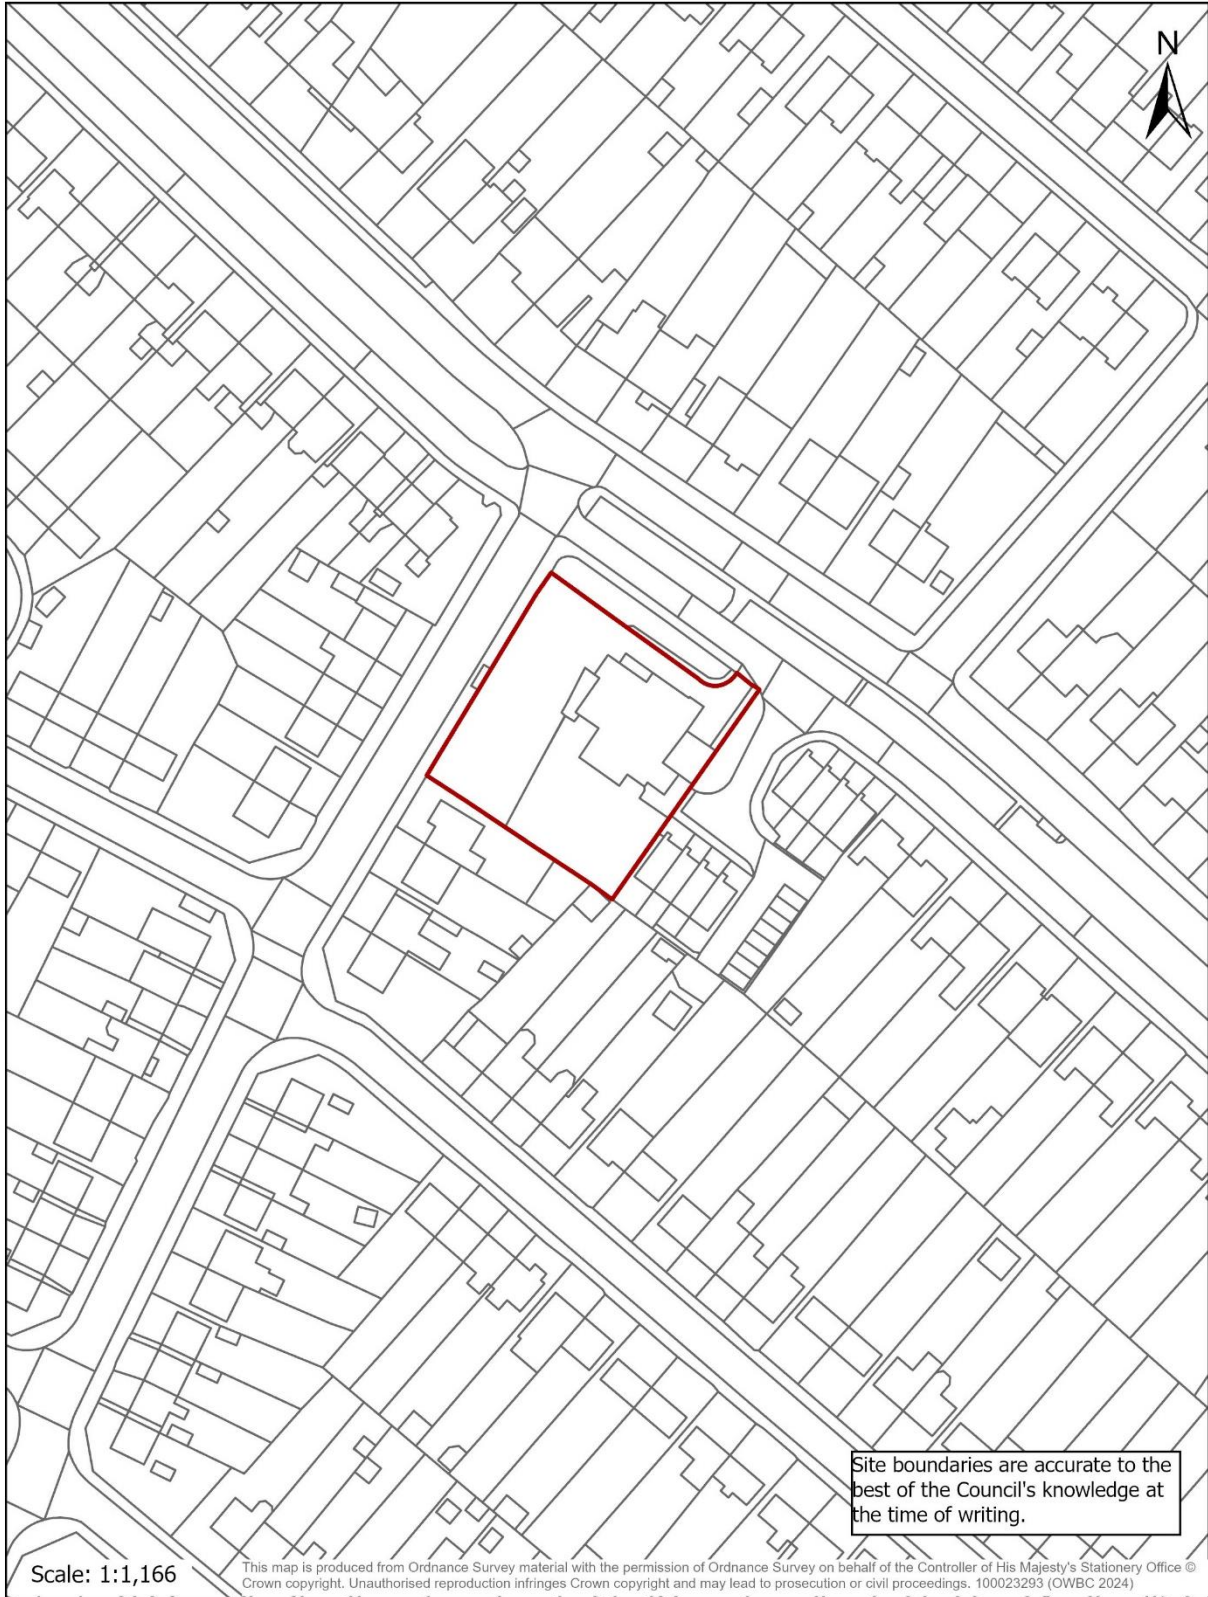 N
Site boundaries are accurate to the
best of the Council's knowledge at
the time of writing.
Scale: 1:1,166
This map is produced from Ordnance Survey material with the permission of Ordnance Survey on behalf of the Controller of His Majesty's Stationery Office ©
Crown copyright. Unauthorised reproduction infringes Crown copyright and may lead to prosecution or civil proceedings. 100023293 (OWBC 2024)